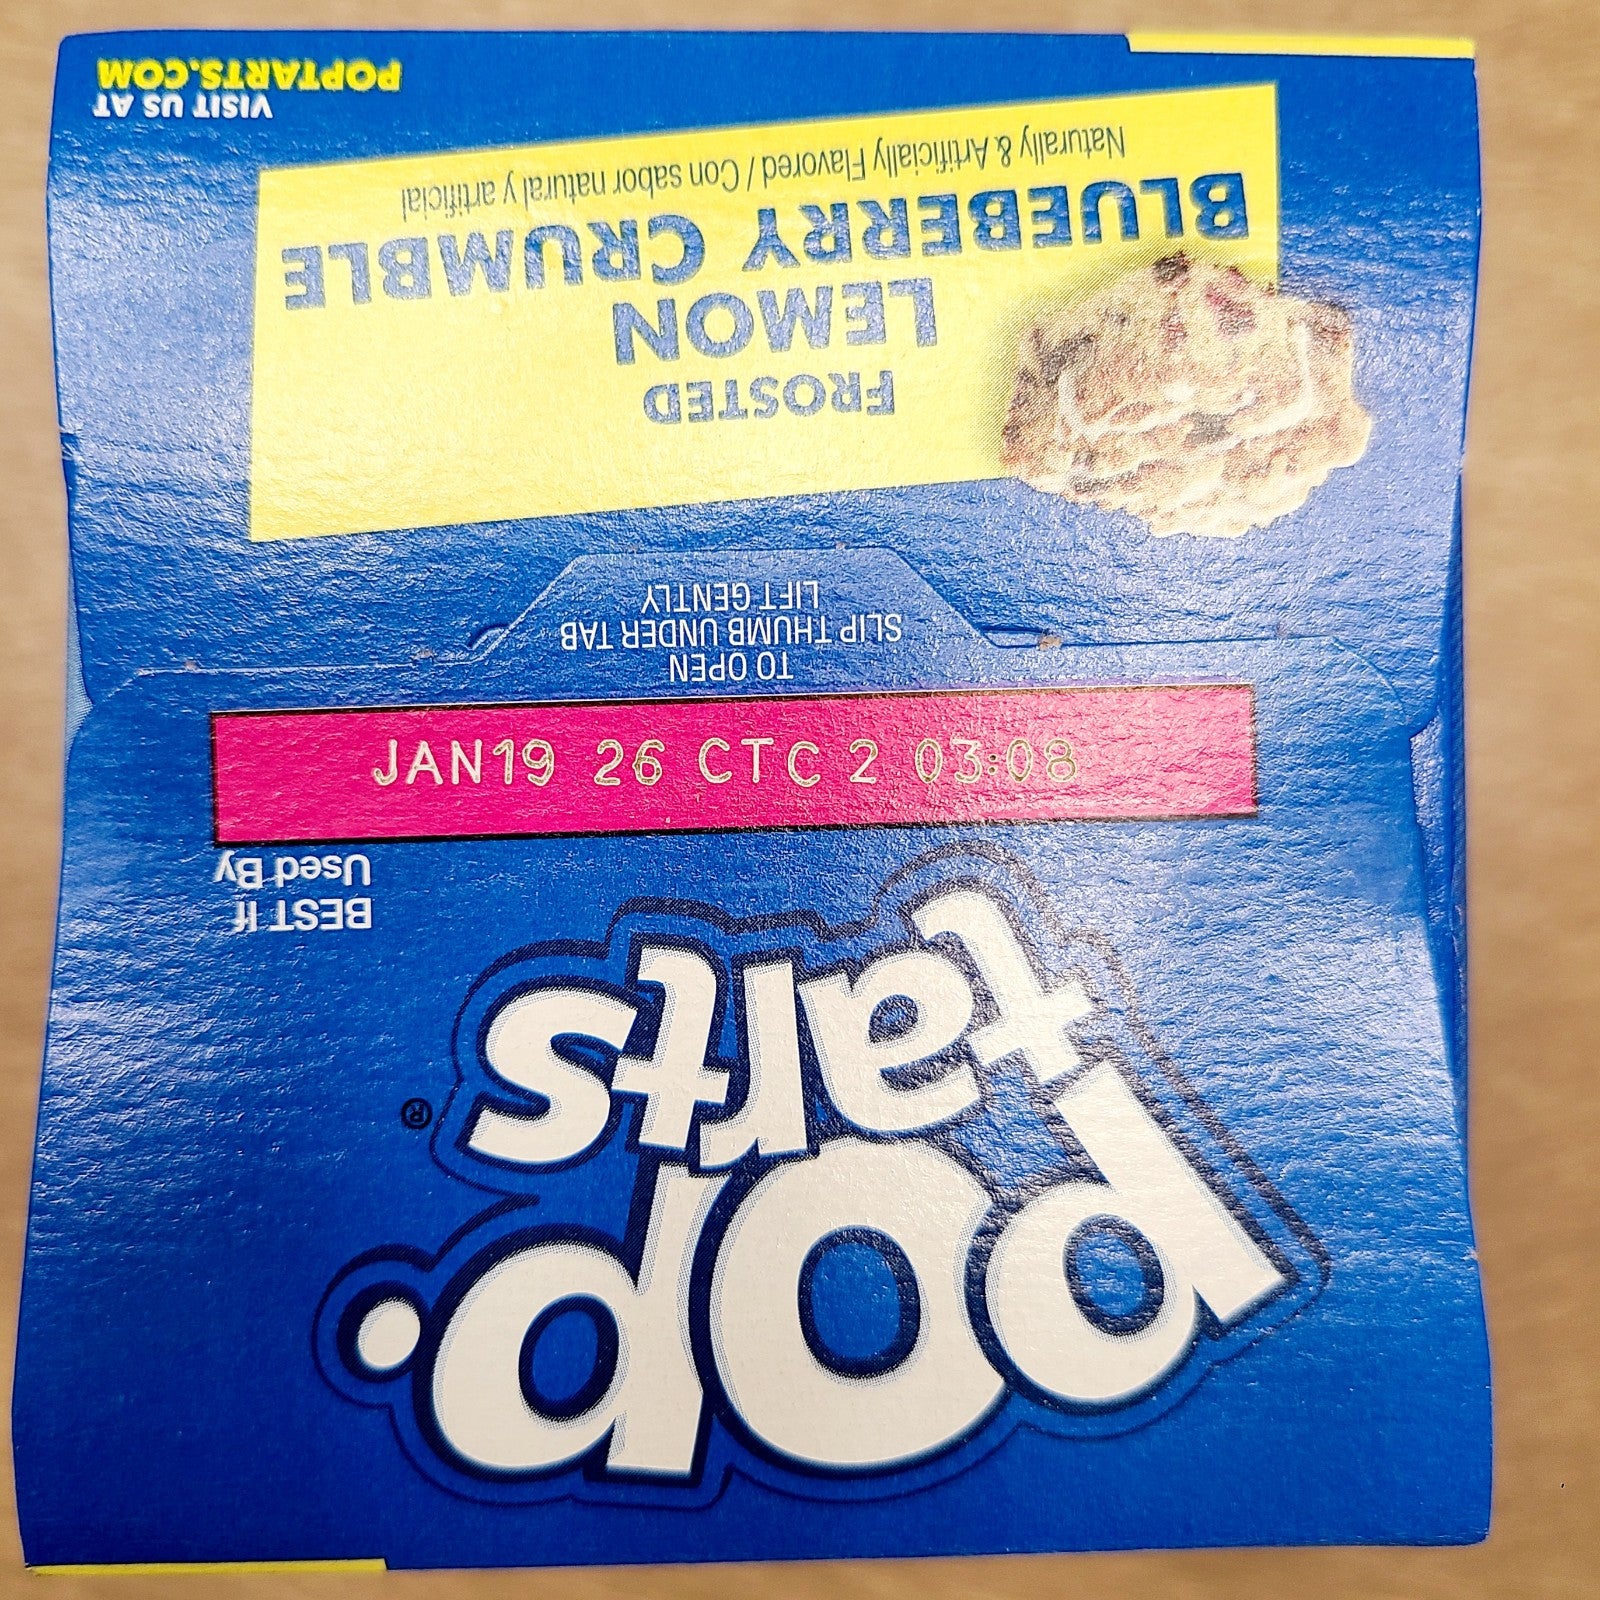 POP.
tarts®
BEST If
Used By
JAN19 26 CTC 2 03:08
TO OPEN
SLIP THUMB UNDER TAB
LIFT GENTLY
FROSTED
LEMON
BLUEBERRY CRUMBLE
Naturally & Artificially Flavored / Con sabor natural y artificial
VISIT US AT
POPTARTS.COM